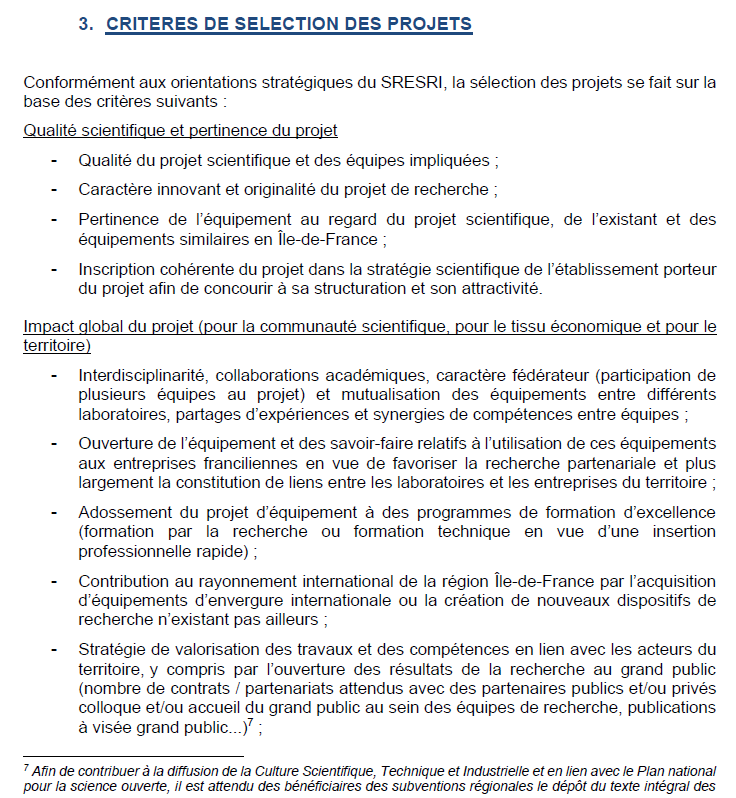 3. CRITERES DE SELECTION DES PROJETS
Conformément aux orientations stratégiques du SRESRI, la sélection des projets se fait sur la
base des critères suivants :
Qualité scientifique et pertinence du projet
- Qualité du projet scientifique et des équipes impliquées ;
- Caractère innovant et originalité du projet de recherche ;
- Pertinence de l’équipement au regard du projet scientifique, de l’existant et des
équipements similaires en Île-de-France ;
- Inscription cohérente du projet dans la stratégie scientifique de l’établissement porteur
du projet afin de concourir à sa structuration et son attractivité.
Impact global du projet (pour la communauté scientifique, pour le tissu économique et pour le
territoire)
- Interdisciplinarité, collaborations académiques, caractère fédérateur (participation de
plusieurs équipes au projet) et mutualisation des équipements entre différents
laboratoires, partages d’expériences et synergies de compétences entre équipes ;
- Ouverture de l’équipement et des savoir-faire relatifs à l’utilisation de ces équipements
aux entreprises franciliennes en vue de favoriser la recherche partenariale et plus
largement la constitution de liens entre les laboratoires et les entreprises du territoire ;
- Adossement du projet d’équipement à des programmes de formation d’excellence
(formation par la recherche ou formation technique en vue d’une insertion
professionnelle rapide) ;
- Contribution au rayonnement international de la région Île-de-France par l’acquisition
d’équipements d’envergure internationale ou la création de nouveaux dispositifs de
recherche n’existant pas ailleurs ;
- Stratégie de valorisation des travaux et des compétences en lien avec les acteurs du
territoire, y compris par l’ouverture des résultats de la recherche au grand public
(nombre de contrats / partenariats attendus avec des partenaires publics et/ou privés
colloque et/ou accueil du grand public au sein des équipes de recherche, publications
à visée grand public...)⁷ ;
⁷ Afin de contribuer à la diffusion de la Culture Scientifique, Technique et Industrielle et en lien avec le Plan national
pour la science ouverte, il est attendu des bénéficiaires des subventions régionales le dépôt du texte intégral des